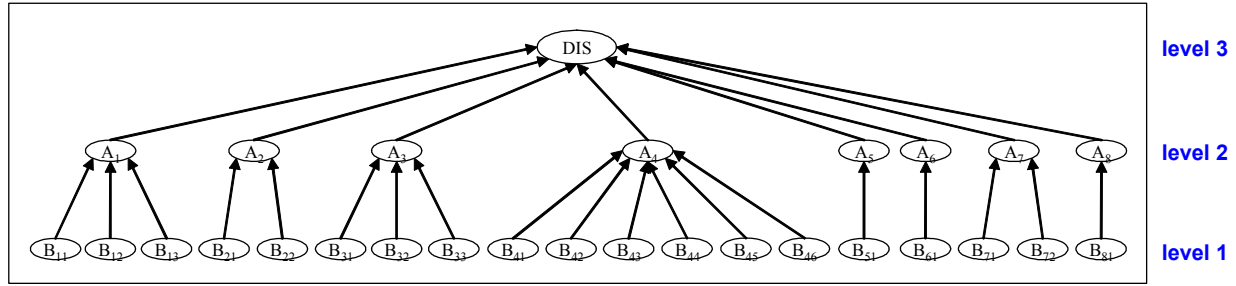 DIS
level 3
A₁ A₂ A₃ A₄ A₅ A₆ A₇ A₈
level 2
B₁₁ B₁₂ B₁₃ B₂₁ B₂₂ B₃₁ B₃₂ B₃₃ B₄₁ B₄₂ B₄₃ B₄₄ B₄₅ B₄₆ B₅₁ B₆₁ B₇₁ B₇₂ B₈₁
level 1